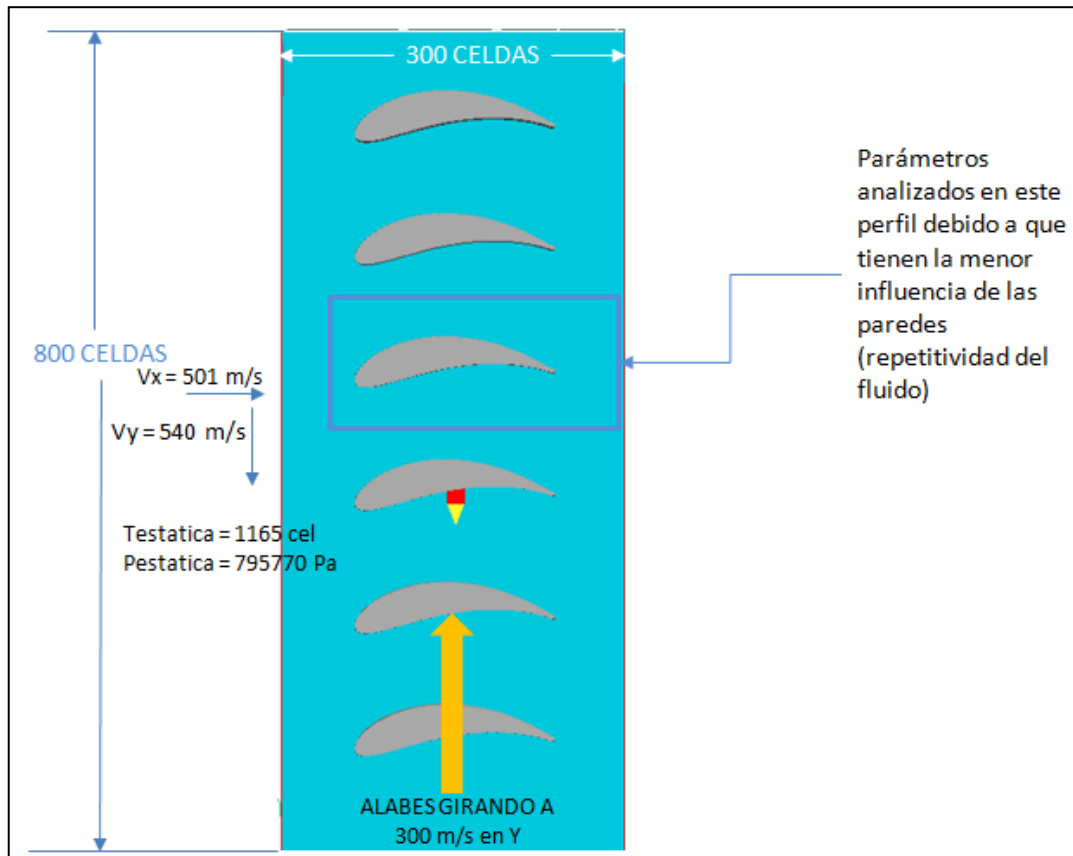 300 CELDAS
Parámetros
analizados en este
perfil debido a que
tienen la menor
influencia de las
paredes
(repetitividad del
fluido)
800 CELDAS
Vx = 501 m/s
Vy = 540 m/s
Testatica = 1165 cel
Pestatica = 795770 Pa
ALABES GIRANDO A
300 m/s en Y